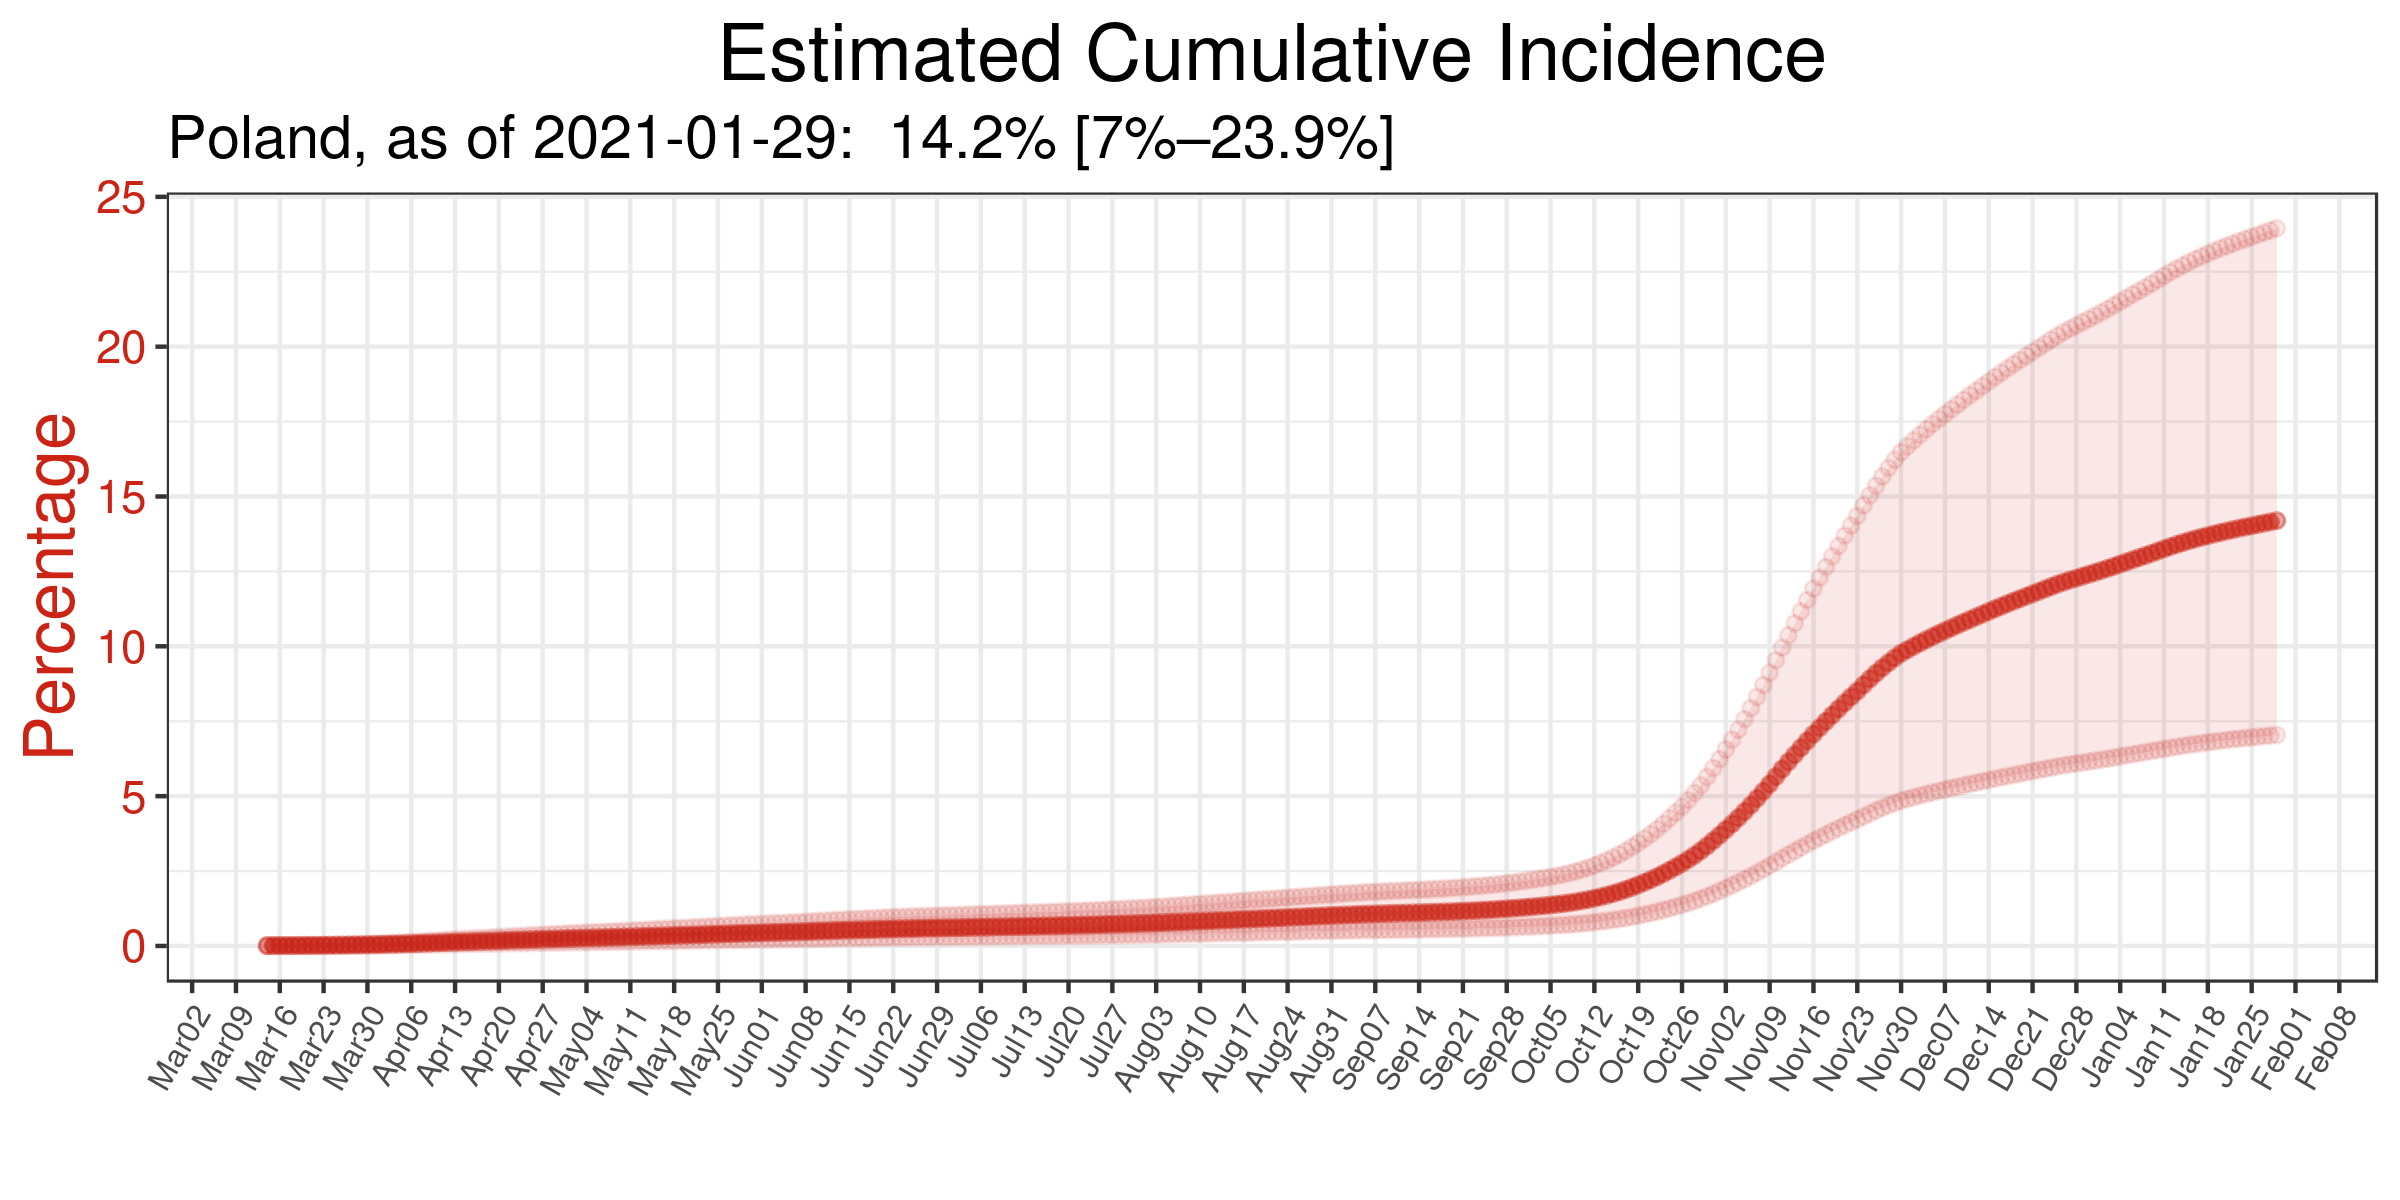 Estimated Cumulative Incidence
Poland, as of 2021-01-29:  14.2% [7%–23.9%]
Percentage
25
20
15
10
5
0
Mar02
Mar09
Mar16
Mar23
Mar30
Apr06
Apr13
Apr20
Apr27
May04
May11
May18
May25
Jun01
Jun08
Jun15
Jun22
Jun29
Jul06
Jul13
Jul20
Jul27
Aug03
Aug10
Aug17
Aug24
Aug31
Sep07
Sep14
Sep21
Sep28
Oct05
Oct12
Oct19
Oct26
Nov02
Nov09
Nov16
Nov23
Nov30
Dec07
Dec14
Dec21
Dec28
Jan04
Jan11
Jan18
Jan25
Feb01
Feb08